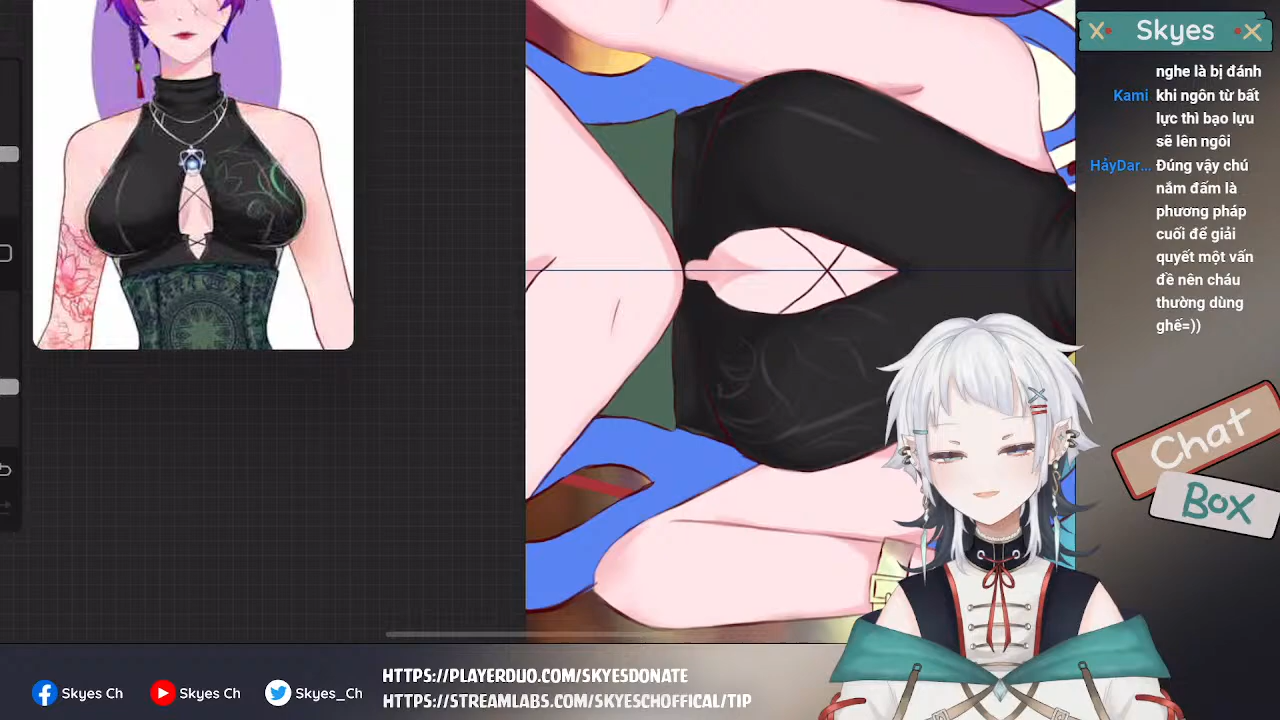 Skyes
nghe là bị đánh
Kami khi ngôn từ bất
lực thì bạo lựu
sẽ lên ngôi
HảyDar... Đúng vậy chú
nắm đấm là
phương pháp
cuối để giải
quyết một vấn
đề nên cháu
thường dùng
ghế=))
Chat
Box
Skyes Ch
Skyes Ch
Skyes_Ch
HTTPS://PLAYERDUO.COM/SKYESDONATE
HTTPS://STREAMLABS.COM/SKYESCHOFFICAL/TIP